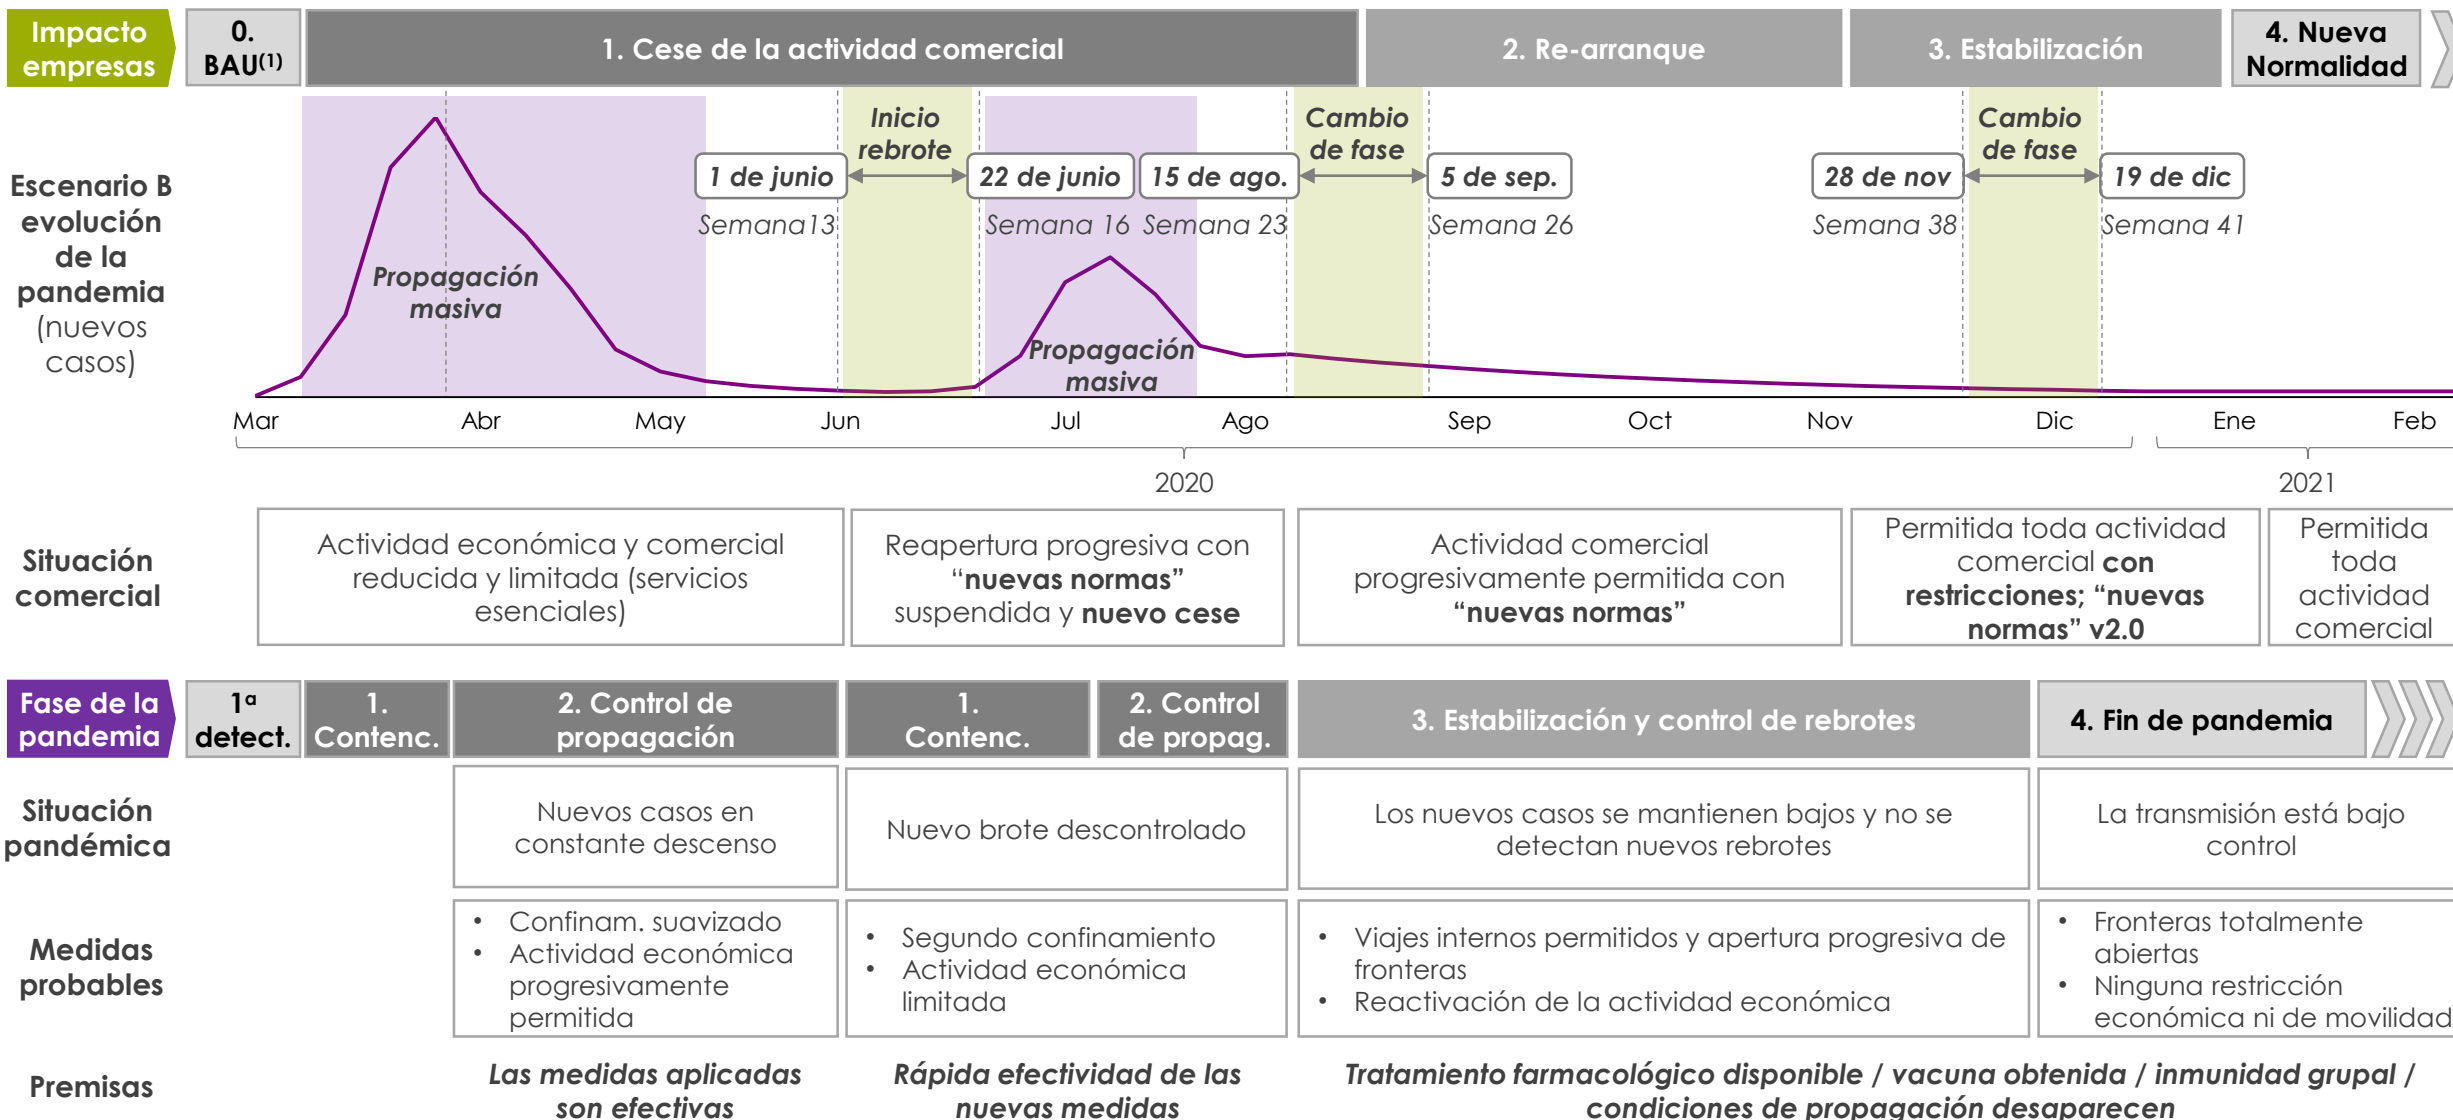 Impacto
empresas
0.
BAU(1)
1. Cese de la actividad comercial
2. Re-arranque
3. Estabilización
4. Nueva
Normalidad
Escenario B
evolución
de la
pandemia
(nuevos
casos)
Propagación
masiva
1 de junio
Semana13
Inicio
rebrote
22 de junio
Semana 16
Propagación
masiva
15 de ago.
Semana 23
Cambio
de fase
5 de sep.
Semana 26
28 de nov
Semana 38
Cambio
de fase
19 de dic
Semana 41
Mar Abr May Jun Jul Ago Sep Oct Nov Dic Ene Feb
2020 2021
Situación
comercial
Actividad económica y comercial
reducida y limitada (servicios
esenciales)
Reapertura progresiva con
“nuevas normas”
suspendida y nuevo cese
Actividad comercial
progresivamente permitida con
“nuevas normas”
Permitida toda actividad
comercial con
restricciones; “nuevas
normas” v2.0
Permitida
toda
actividad
comercial
Fase de la
pandemia
1ª
detect.
1.
Contenc.
2. Control de
propagación
1.
Contenc.
2. Control
de propag.
3. Estabilización y control de rebrotes
4. Fin de pandemia
Situación
pandémica
Nuevos casos en
constante descenso
Nuevo brote descontrolado
Los nuevos casos se mantienen bajos y no se
detectan nuevos rebrotes
La transmisión está bajo
control
Medidas
probables
• Confinam. suavizado
• Actividad económica
progresivamente
permitida
• Segundo confinamiento
• Actividad económica
limitada
• Viajes internos permitidos y apertura progresiva de
fronteras
• Reactivación de la actividad económica
• Fronteras totalmente
abiertas
• Ninguna restricción
económica ni de movilidad
Premisas
Las medidas aplicadas
son efectivas
Rápida efectividad de las
nuevas medidas
Tratamiento farmacológico disponible / vacuna obtenida / inmunidad grupal /
condiciones de propagación desaparecen